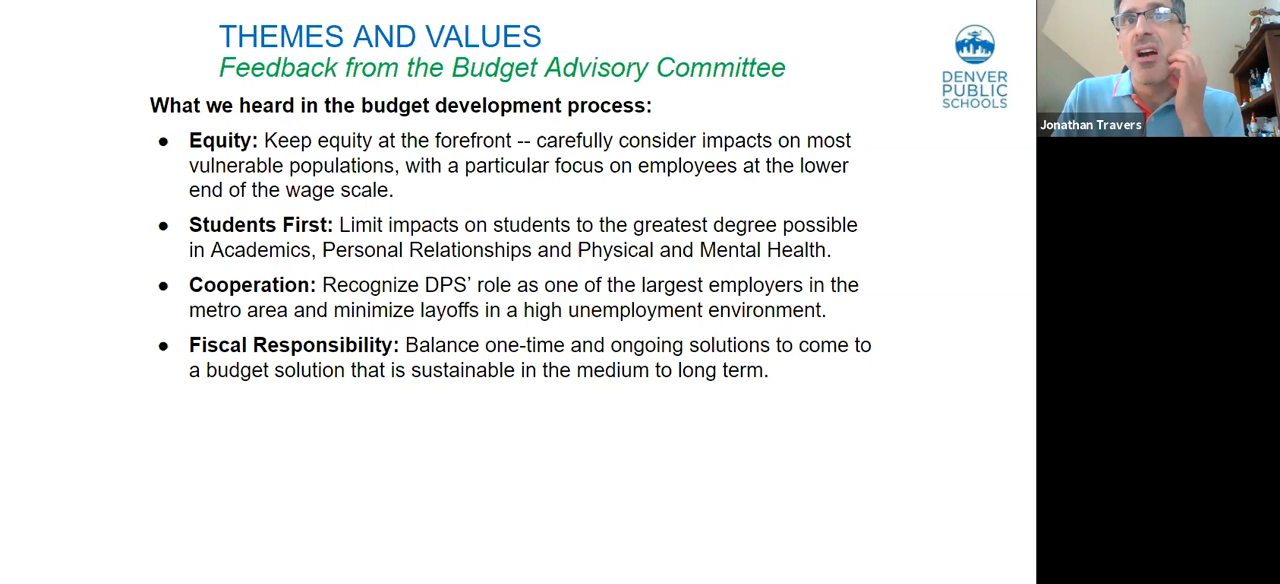 THEMES AND VALUES
Feedback from the Budget Advisory Committee
What we heard in the budget development process:
● Equity: Keep equity at the forefront -- carefully consider impacts on most
vulnerable populations, with a particular focus on employees at the lower
end of the wage scale.
● Students First: Limit impacts on students to the greatest degree possible
in Academics, Personal Relationships and Physical and Mental Health.
● Cooperation: Recognize DPS’ role as one of the largest employers in the
metro area and minimize layoffs in a high unemployment environment.
● Fiscal Responsibility: Balance one-time and ongoing solutions to come to
a budget solution that is sustainable in the medium to long term.
DENVER
PUBLIC
SCHOOLS
Jonathan Travers